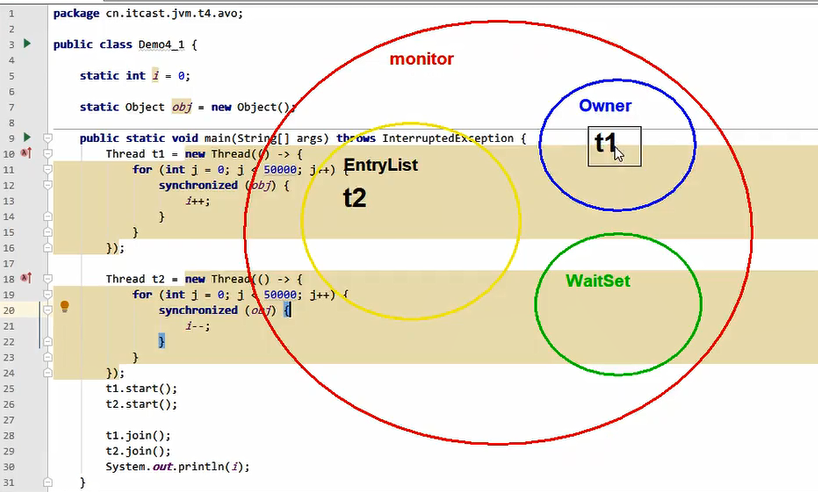 1 package cn.itcast.jvm.t4.avo;
2
3 public class Demo4_1 {
4
5 static int i = 0;
6
7 static Object obj = new Object();
8
9 public static void main(String[] args) throws InterruptedException {
10 Thread t1 = new Thread(() -> {
11 for (int j = 0; j < 50000; j++) {
12 synchronized (obj) {
13 i++;
14 }
15 }
16 });
17
18 Thread t2 = new Thread(() -> {
19 for (int j = 0; j < 50000; j++) {
20 synchronized (obj) {
21 i--;
22 }
23 }
24 });
25 t1.start();
26 t2.start();
27
28 t1.join();
29 t2.join();
30 System.out.println(i);
31 }
monitor
Owner
t1
EntryList
t2
WaitSet